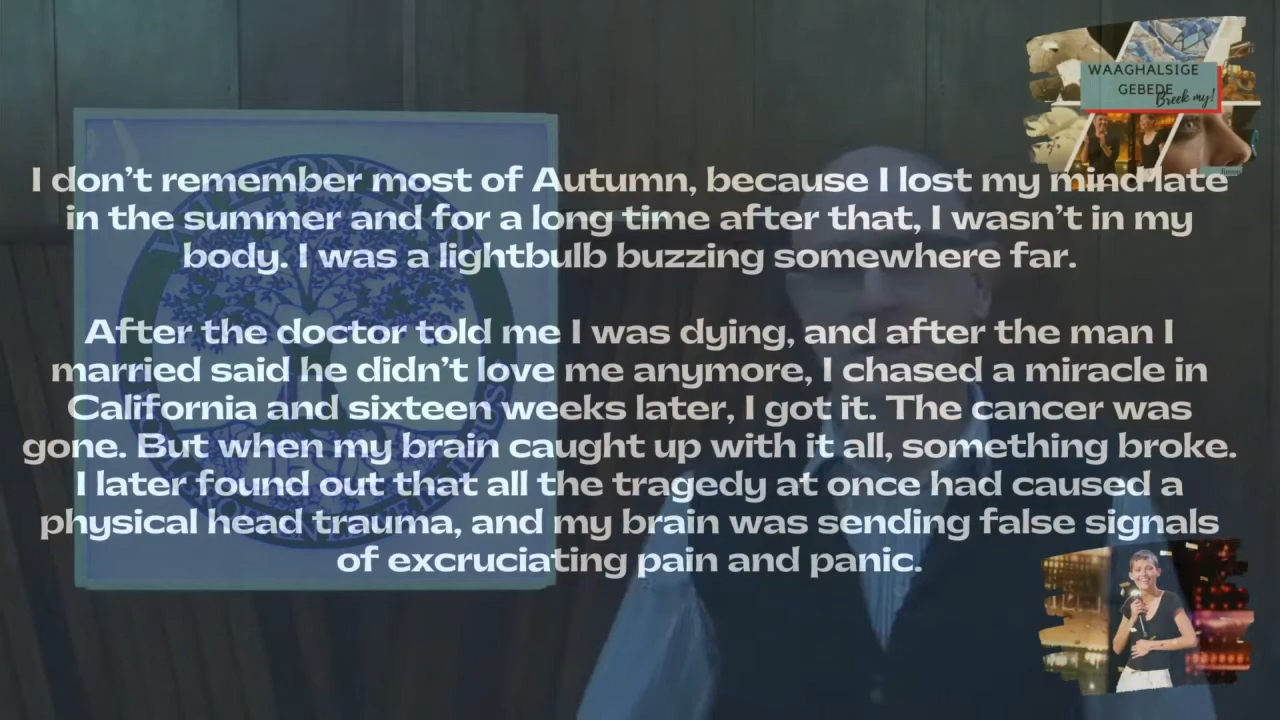 WAAGHALSIGE
GEBEDE
Breek my!
I don’t remember most of Autumn, because I lost my mind late
in the summer and for a long time after that, I wasn’t in my
body. I was a lightbulb buzzing somewhere far.
After the doctor told me I was dying, and after the man I
married said he didn’t love me anymore, I chased a miracle in
California and sixteen weeks later, I got it. The cancer was
gone. But when my brain caught up with it all, something broke.
I later found out that all the tragedy at once had caused a
physical head trauma, and my brain was sending false signals
of excruciating pain and panic.